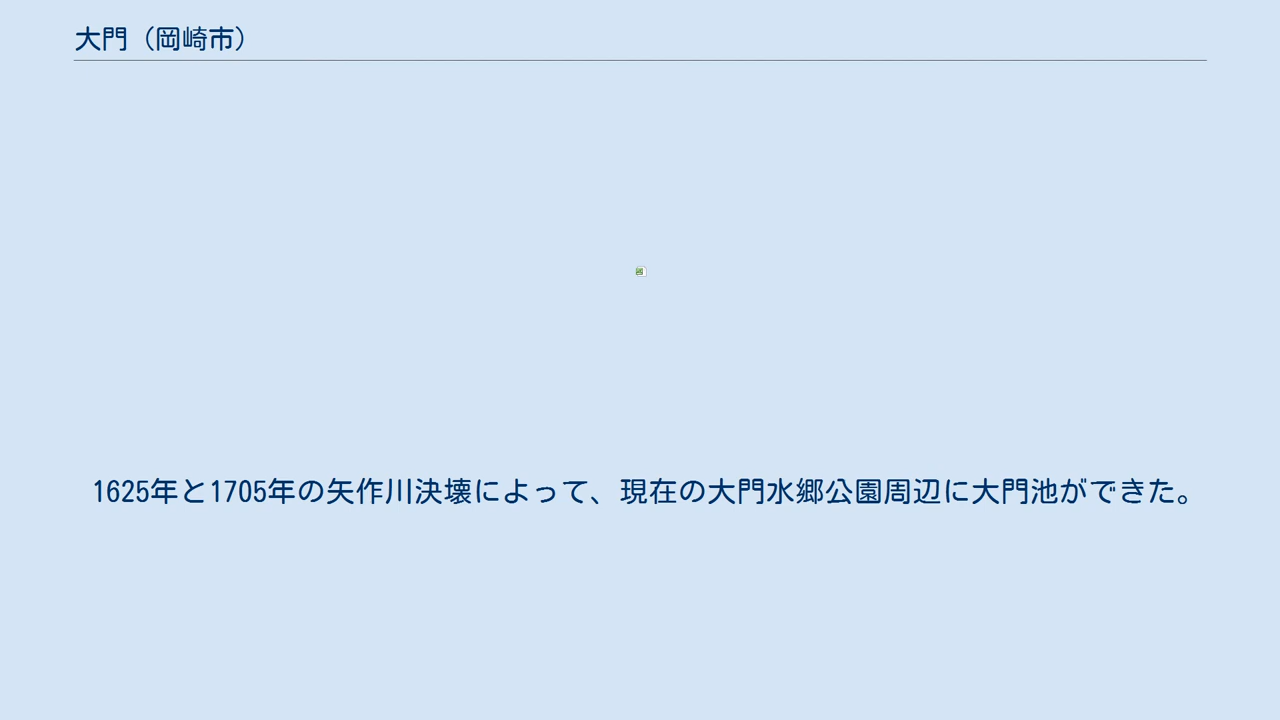 大門（岡崎市）
1625年と1705年の矢作川決壊によって、現在の大門水郷公園周辺に大門池ができた。